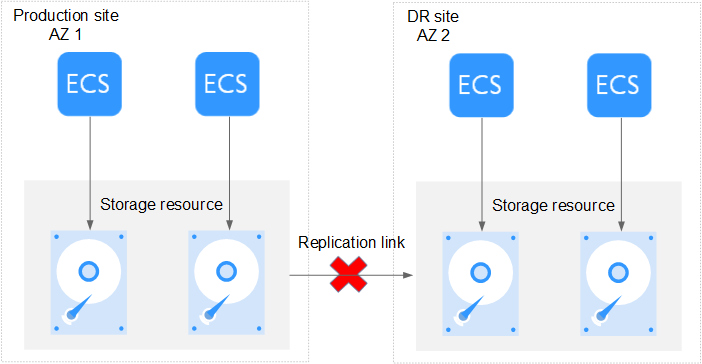 Production site
AZ 1
ECS
ECS
Storage resource
Replication link
DR site
AZ 2
ECS
ECS
Storage resource